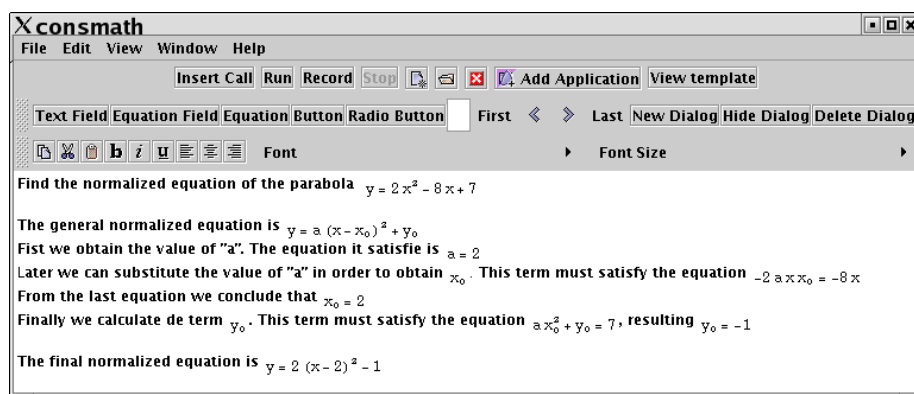 X consmath
File Edit View Window Help
Insert Call Run Record Stop Add Application View template
Text Field Equation Field Equation Button Radio Button First Last New Dialog Hide Dialog Delete Dialog
b i u Font Font Size
Find the normalized equation of the parabola y = 2 x² − 8 x + 7
The general normalized equation is y = a (x − x₀)² + y₀
Fist we obtain the value of "a". The equation it satisfie is a = 2
Later we can substitute the value of "a" in order to obtain x₀ . This term must satisfy the equation −2 a x x₀ = −8 x
From the last equation we conclude that x₀ = 2
Finally we calculate de term y₀ . This term must satisfy the equation a x₀² + y₀ = 7 , resulting y₀ = −1
The final normalized equation is y = 2 (x − 2)² − 1